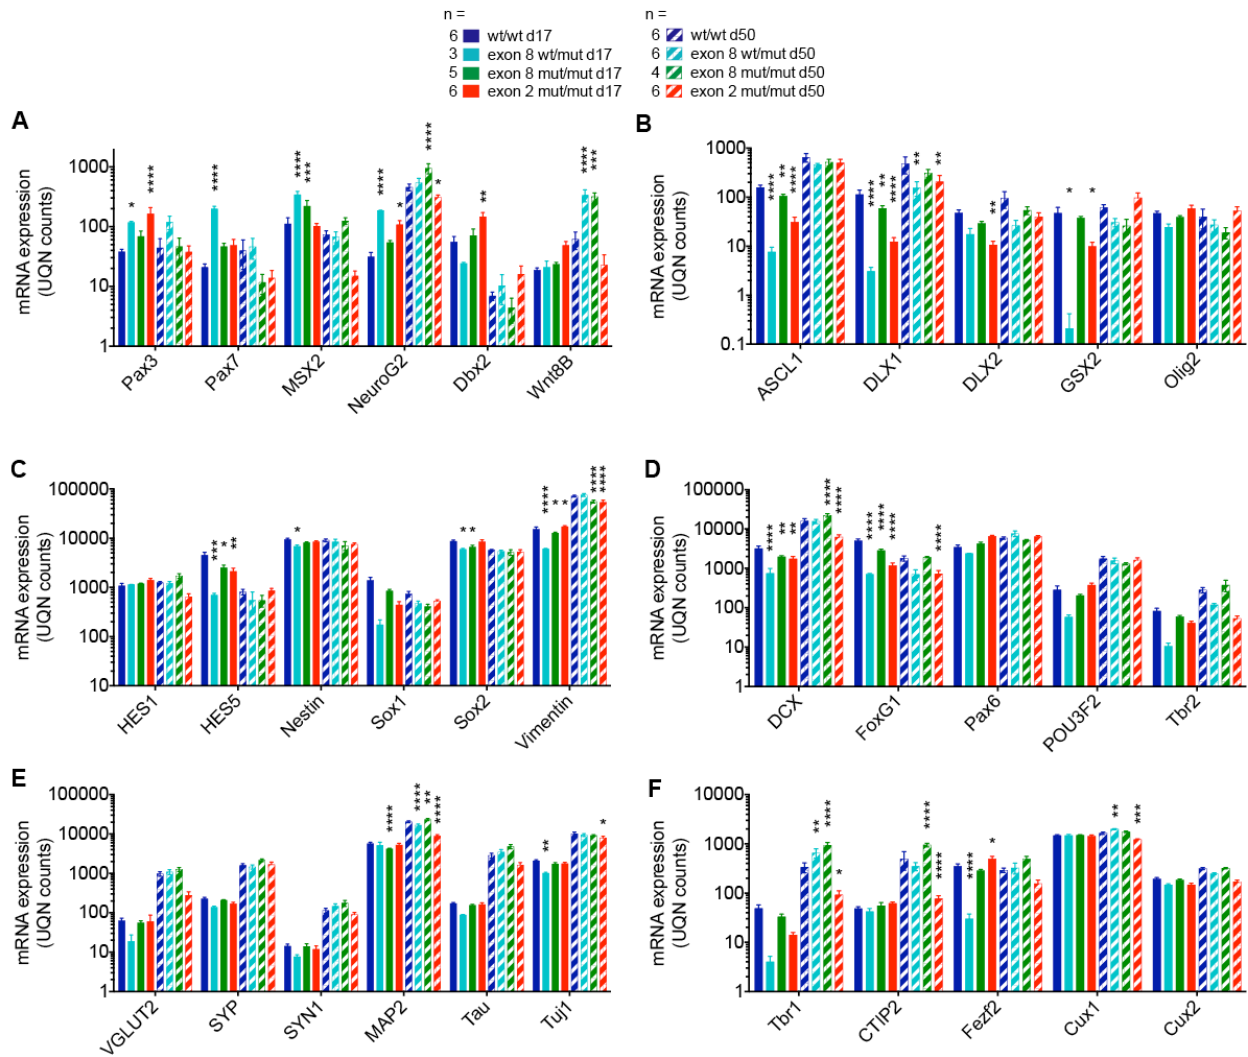 n =
6 wt/wt d17
3 exon 8 wt/mut d17
5 exon 8 mut/mut d17
6 exon 2 mut/mut d17
n =
6 wt/wt d50
6 exon 8 wt/mut d50
4 exon 8 mut/mut d50
6 exon 2 mut/mut d50
A
mRNA expression
(UQN counts)
1000
100
10
1
* **** **** **** *** **** * **** * ** **** ***
Pax3 Pax7 MSX2 NeuroG2 Dbx2 Wnt8B
B
mRNA expression
(UQN counts)
1000
100
10
1
0.1
**** ** **** **** ** **** ** ** ** * *
ASCL1 DLX1 DLX2 GSX2 Olig2
C
mRNA expression
(UQN counts)
100000
10000
1000
100
10
*** * ** * * * **** * * **** ****
HES1 HES5 Nestin Sox1 Sox2 Vimentin
D
mRNA expression
(UQN counts)
100000
10000
1000
100
10
1
**** ** ** **** **** **** **** **** ****
DCX FoxG1 Pax6 POU3F2 Tbr2
E
mRNA expression
(UQN counts)
100000
10000
1000
100
10
1
**** **** ** **** ** *
VGLUT2 SYP SYN1 MAP2 Tau Tuj1
F
mRNA expression
(UQN counts)
10000
1000
100
10
1
** **** * **** **** **** * ** ***
Tbr1 CTIP2 Fezf2 Cux1 Cux2